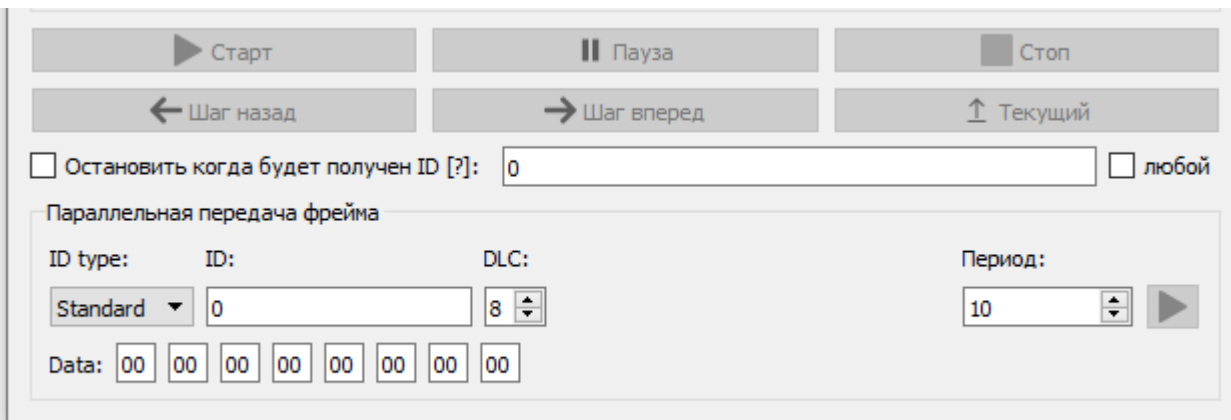 Старт Пауза Стоп
Шаг назад Шаг вперед Текущий
Остановить когда будет получен ID [?]: 0 любой
Параллельная передача фрейма
ID type: ID: DLC: Период:
Standard 0 8 10
Data: 00 00 00 00 00 00 00 00